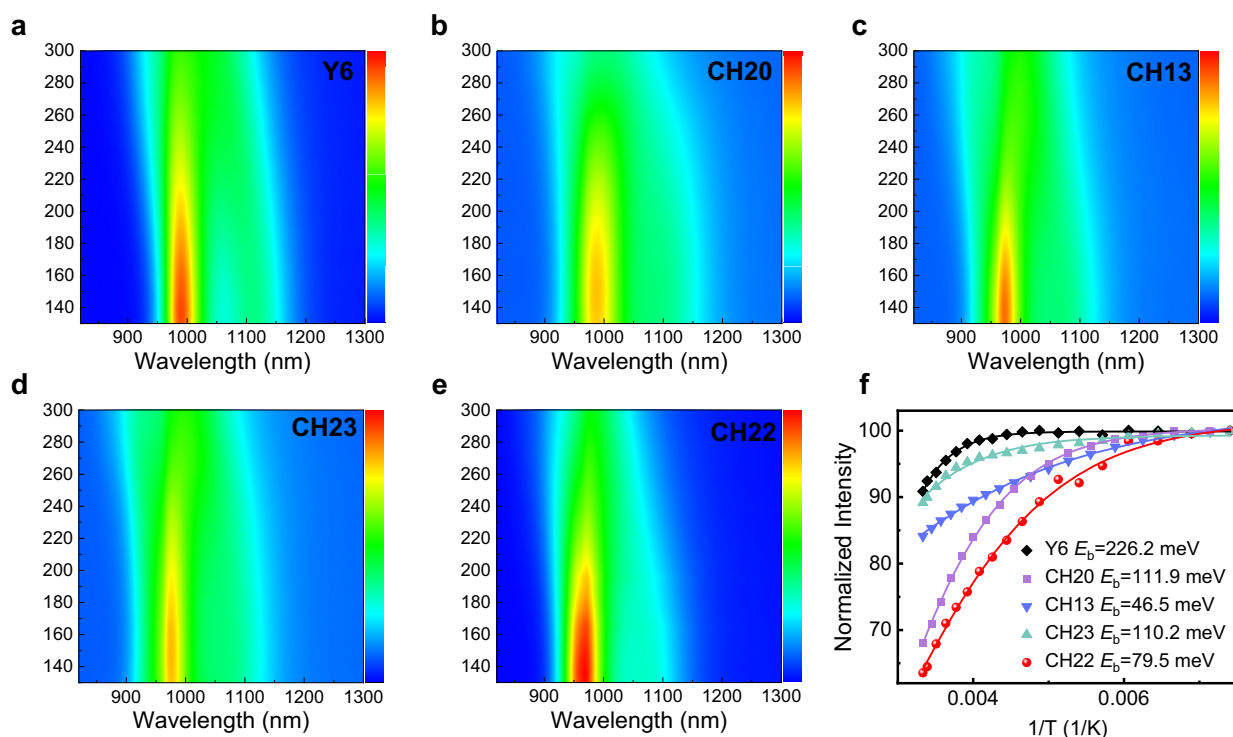 a
300
280
260
240
220
200
180
160
140
Y6
900 1000 1100 1200 1300
Wavelength (nm)
b
300
280
260
240
220
200
180
160
140
CH20
900 1000 1100 1200 1300
Wavelength (nm)
c
300
280
260
240
220
200
180
160
140
CH13
900 1000 1100 1200 1300
Wavelength (nm)
d
300
280
260
240
220
200
180
160
140
CH23
900 1000 1100 1200 1300
Wavelength (nm)
e
300
280
260
240
220
200
180
160
140
CH22
900 1000 1100 1200 1300
Wavelength (nm)
f
Normalized Intensity
100
90
80
70
Y6 Eb=226.2 meV
CH20 Eb=111.9 meV
CH13 Eb=46.5 meV
CH23 Eb=110.2 meV
CH22 Eb=79.5 meV
0.004 0.006
1/T (1/K)